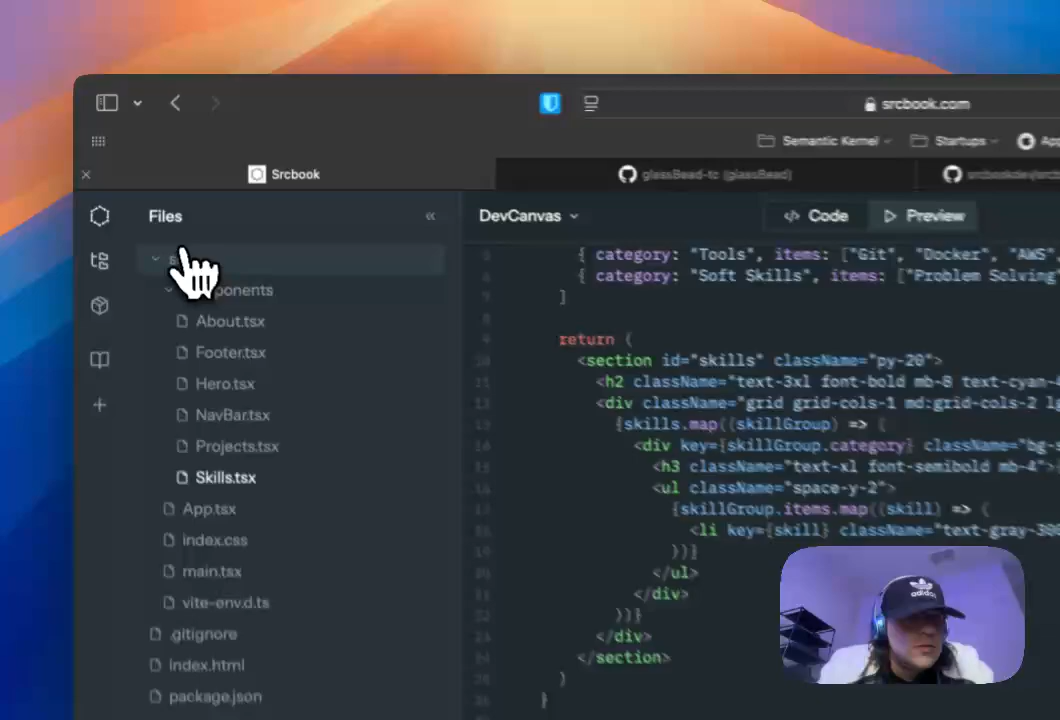 srcbook.com
Semantic Kernel
Startups
Srcbook
glassBead-tc (glassBead)
Files
DevCanvas
</> Code
Preview
{ category: "Tools", items: ["Git", "Docker", "AWS",
{ category: "Soft Skills", items: ["Problem Solving
]
return (
<section id="skills" className="py-20">
<h2 className="text-3xl font-bold mb-8 text-cyan-
<div className="grid grid-cols-1 md:grid-cols-2
{skills.map((skillGroup) => (
<div key={skillGroup.category} className="bg-
<h3 className="text-xl font-semibold mb-4">
<ul className="space-y-2">
{skillGroup.items.map((skill) => (
<li key={skill} className="text-gray-300
))}
</ul>
</div>
))}
</div>
</section>
)
}
About.tsx
Footer.tsx
Hero.tsx
NavBar.tsx
Projects.tsx
Skills.tsx
App.tsx
index.css
main.tsx
vite-env.d.ts
.gitignore
index.html
package.json
adidas